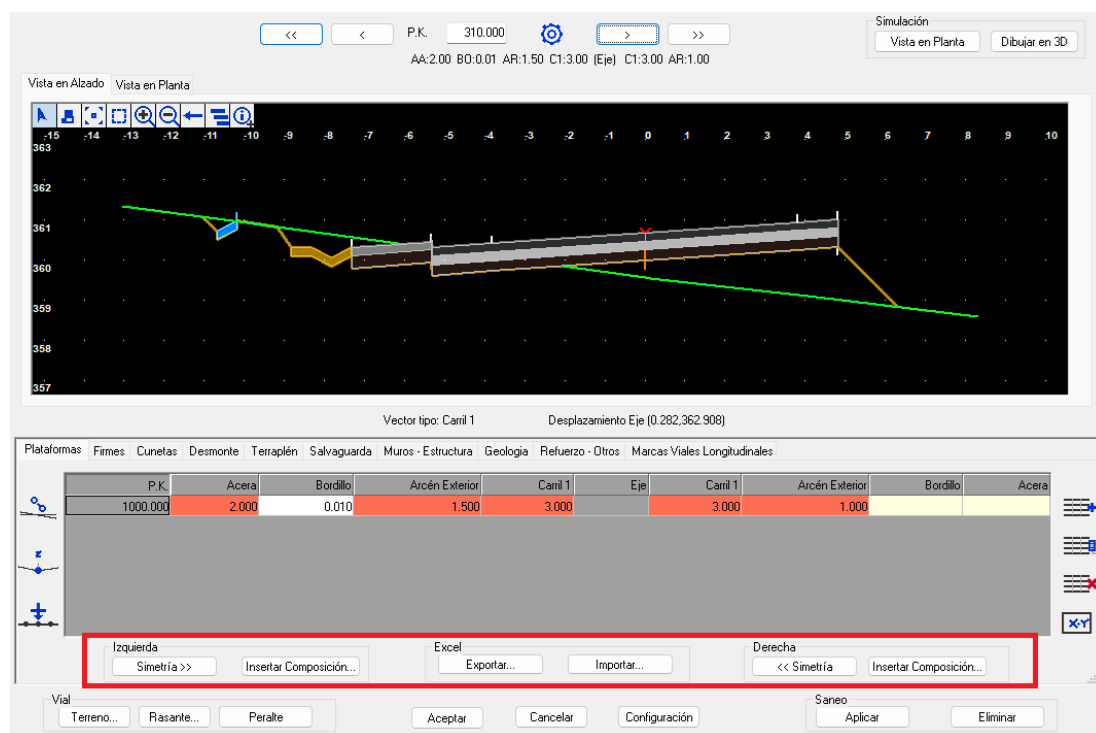 Simulación
<< < P.K. 310.000 > >> Vista en Planta Dibujar en 3D
AA:2.00 BO:0.01 AR:1.50 C1:3.00 (Eje) C1:3.00 AR:1.00
Vista en Alzado Vista en Planta
-15 -14 -13 -12 -11 -10 -9 -8 -7 -6 -5 -4 -3 -2 -1 0 1 2 3 4 5 6 7 8 9 10
363
362
361
360
359
358
357
Vector tipo: Carril 1 Desplazamiento Eje (0.282,362.908)
Plataformas Firmes Cunetas Desmonte Terraplén Salvaguarda Muros - Estructura Geologia Refuerzo - Otros Marcas Viales Longitudinales
P.K. Acera Bordillo Arcén Exterior Carril 1 Eje Carril 1 Arcén Exterior Bordillo Acera
1000.000 2.000 0.010 1.500 3.000 3.000 1.000
z
X-Y
Izquierda Excel Derecha
Simetría >> Insertar Composición... Exportar... Importar... << Simetría Insertar Composición...
Vial Saneo
Terreno... Rasante... Peralte Aceptar Cancelar Configuración Aplicar Eliminar